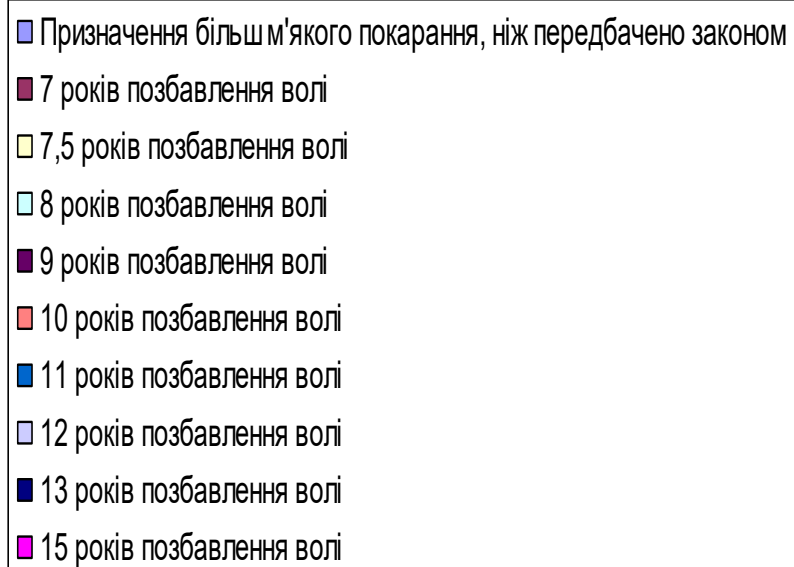 Призначення більш м'якого покарання, ніж передбачено законом
7 років позбавлення волі
7,5 років позбавлення волі
8 років позбавлення волі
9 років позбавлення волі
10 років позбавлення волі
11 років позбавлення волі
12 років позбавлення волі
13 років позбавлення волі
15 років позбавлення волі